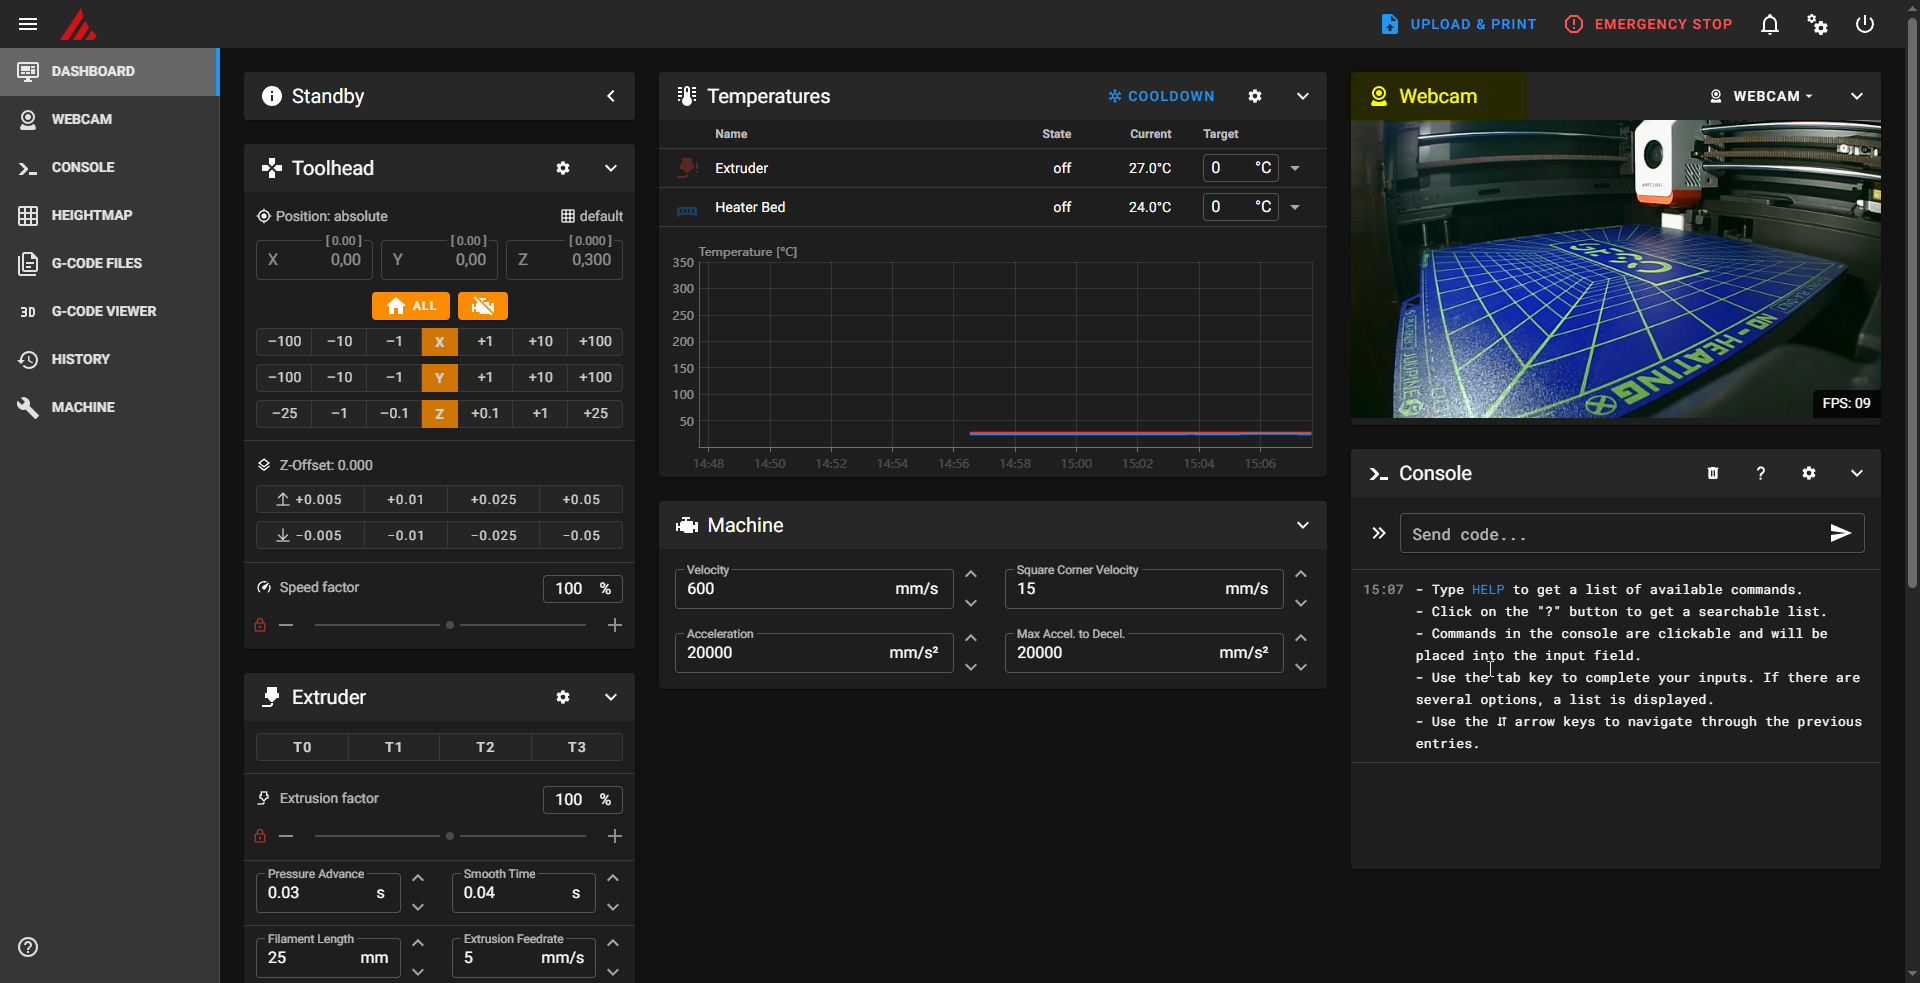 UPLOAD & PRINT
EMERGENCY STOP
DASHBOARD
WEBCAM
CONSOLE
HEIGHTMAP
G-CODE FILES
3D G-CODE VIEWER
HISTORY
MACHINE
Standby
Toolhead
Position: absolute
default
[0.00] [0.00] [0.000]
X 0,00 Y 0,00 Z 0,300
ALL
−100 −10 −1 X +1 +10 +100
−100 −10 −1 Y +1 +10 +100
−25 −1 −0.1 Z +0.1 +1 +25
Z-Offset: 0.000
+0.005 +0.01 +0.025 +0.05
−0.005 −0.01 −0.025 −0.05
Speed factor 100 %
Extruder
T0 T1 T2 T3
Extrusion factor 100 %
Pressure Advance
0.03 s
Smooth Time
0.04 s
Filament Length
25 mm
Extrusion Feedrate
5 mm/s
Temperatures
COOLDOWN
Name State Current Target
Extruder off 27.0°C 0 °C
Heater Bed off 24.0°C 0 °C
Temperature [°C]
350
300
250
200
150
100
50
14:48 14:50 14:52 14:54 14:56 14:58 15:00 15:02 15:04 15:06
Machine
Velocity
600 mm/s
Square Corner Velocity
15 mm/s
Acceleration
20000 mm/s²
Max Accel. to Decel.
20000 mm/s²
Webcam
WEBCAM
NO-HEATING
FPS: 09
Console
Send code...
15:07 - Type HELP to get a list of available commands.
- Click on the "?" button to get a searchable list.
- Commands in the console are clickable and will be
placed into the input field.
- Use the tab key to complete your inputs. If there are
several options, a list is displayed.
- Use the ⇵ arrow keys to navigate through the previous
entries.